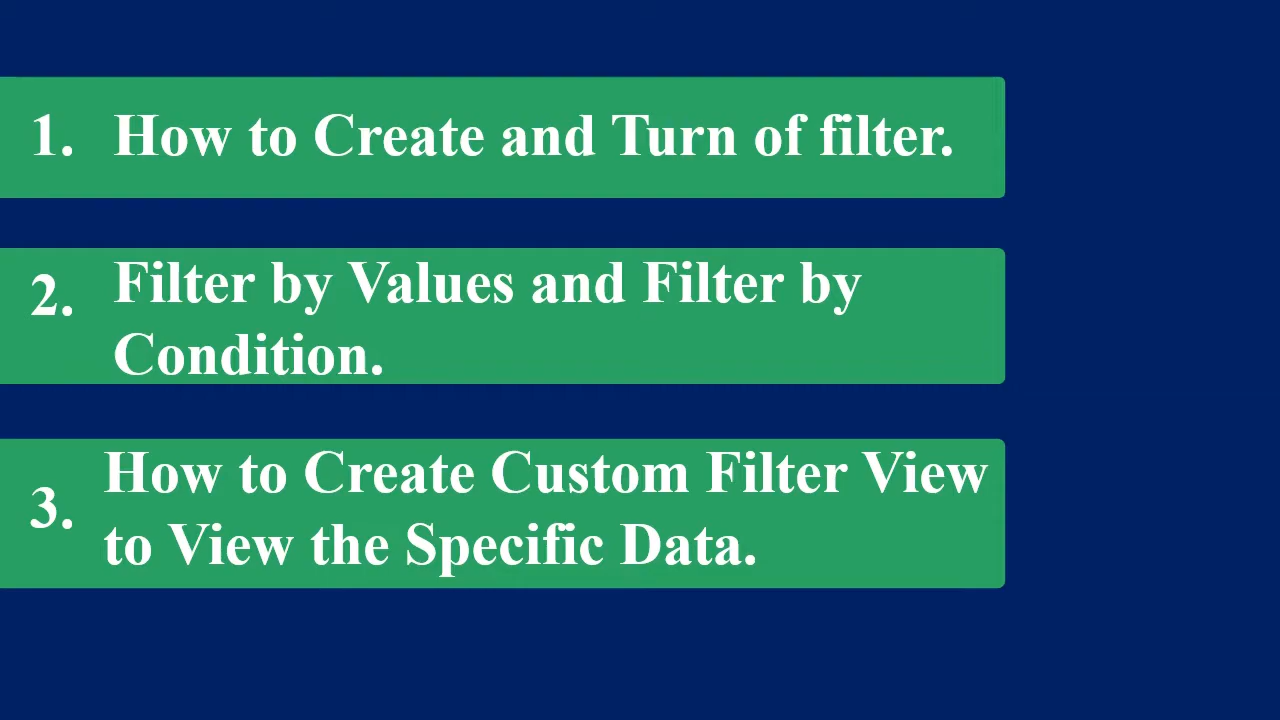 1. How to Create and Turn of filter.
2. Filter by Values and Filter by
Condition.
3. How to Create Custom Filter View
to View the Specific Data.